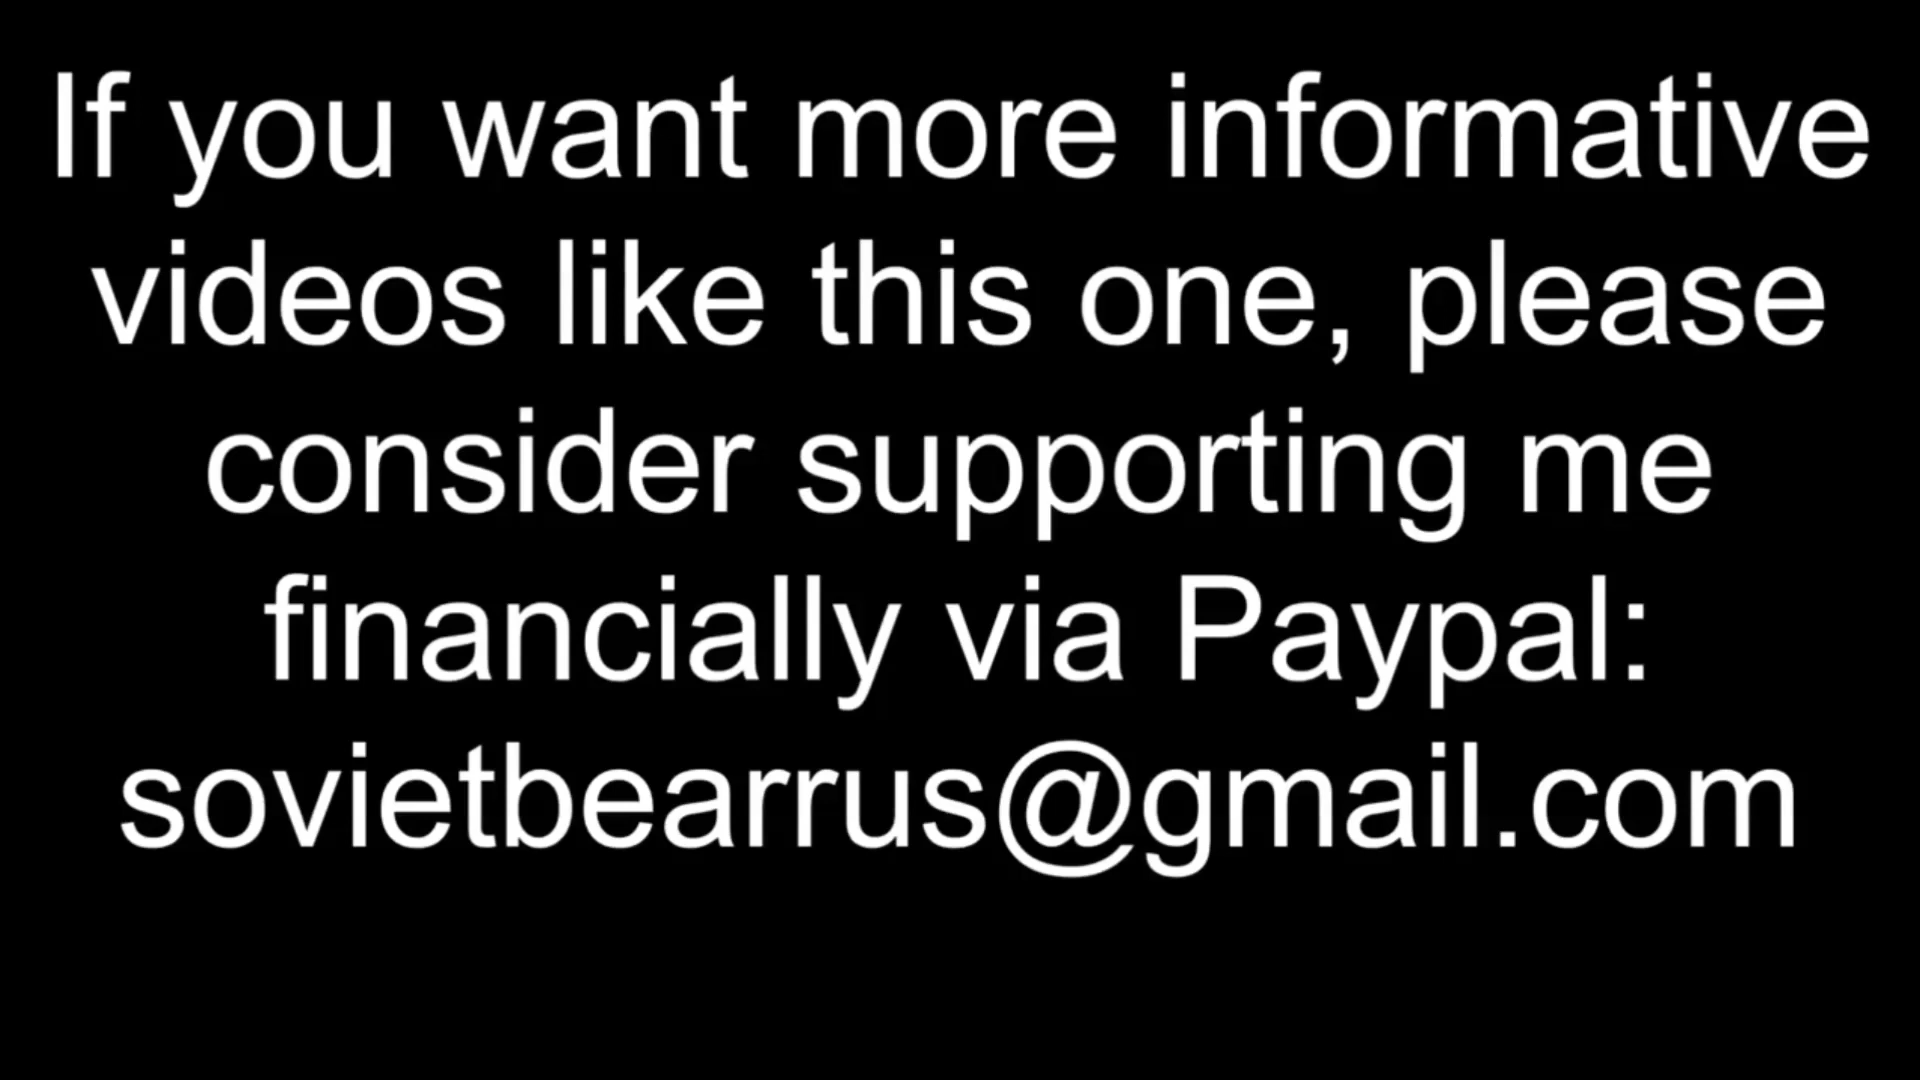 If you want more informative
videos like this one, please
consider supporting me
financially via Paypal:
sovietbearrus@gmail.com